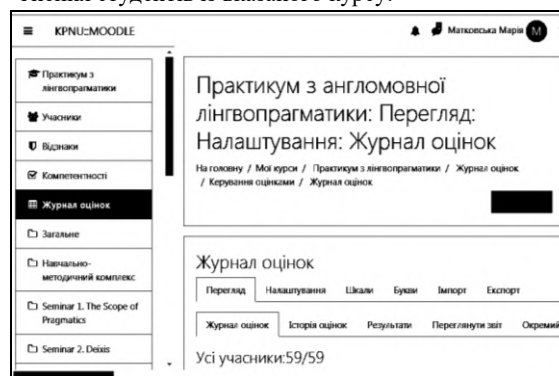 KPNU::MOODLE
Матковська Марія M
Практикум з
лінгвопрагматики
Учасники
Відзнаки
Компетентності
Журнал оцінок
Загальне
Навчально-
методичний комплекс
Seminar 1. The Scope of
Pragmatics
Seminar 2. Deixis
Практикум з англомовної
лінгвопрагматики: Перегляд:
Налаштування: Журнал оцінок
На головну / Мої курси / Практикум з лінгвопрагматики / Журнал оцінок
/ Керування оцінками / Журнал оцінок
Журнал оцінок
Перегляд Налаштування Шкали Букви Імпорт Експорт
Журнал оцінок Історія оцінок Результати Переглянути звіт Окремий
Усі учасники:59/59